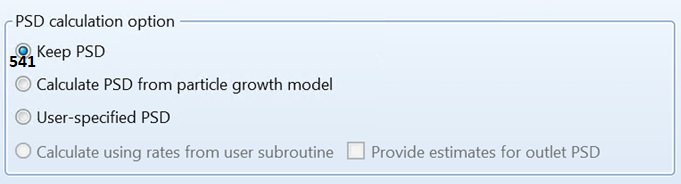 PSD calculation option
Keep PSD
541
Calculate PSD from particle growth model
User-specified PSD
Calculate using rates from user subroutine Provide estimates for outlet PSD